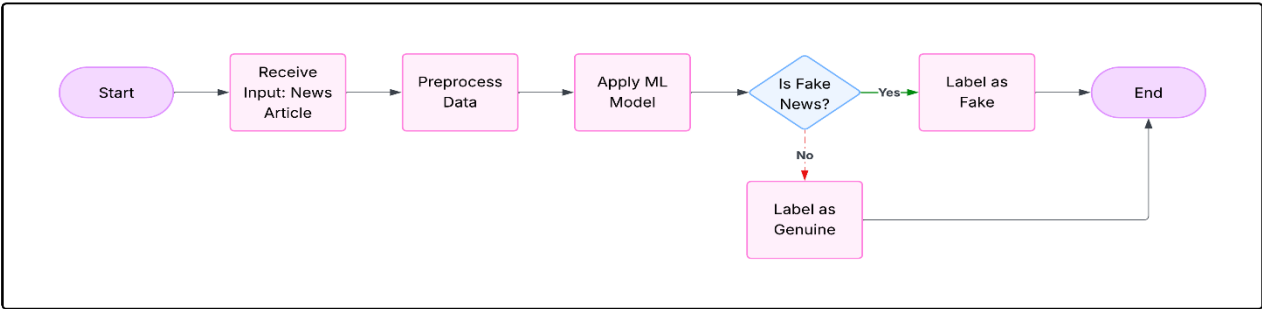 Start
Receive
Input: News
Article
Preprocess
Data
Apply ML
Model
Is Fake
News?
Yes
Label as
Fake
End
No
Label as
Genuine